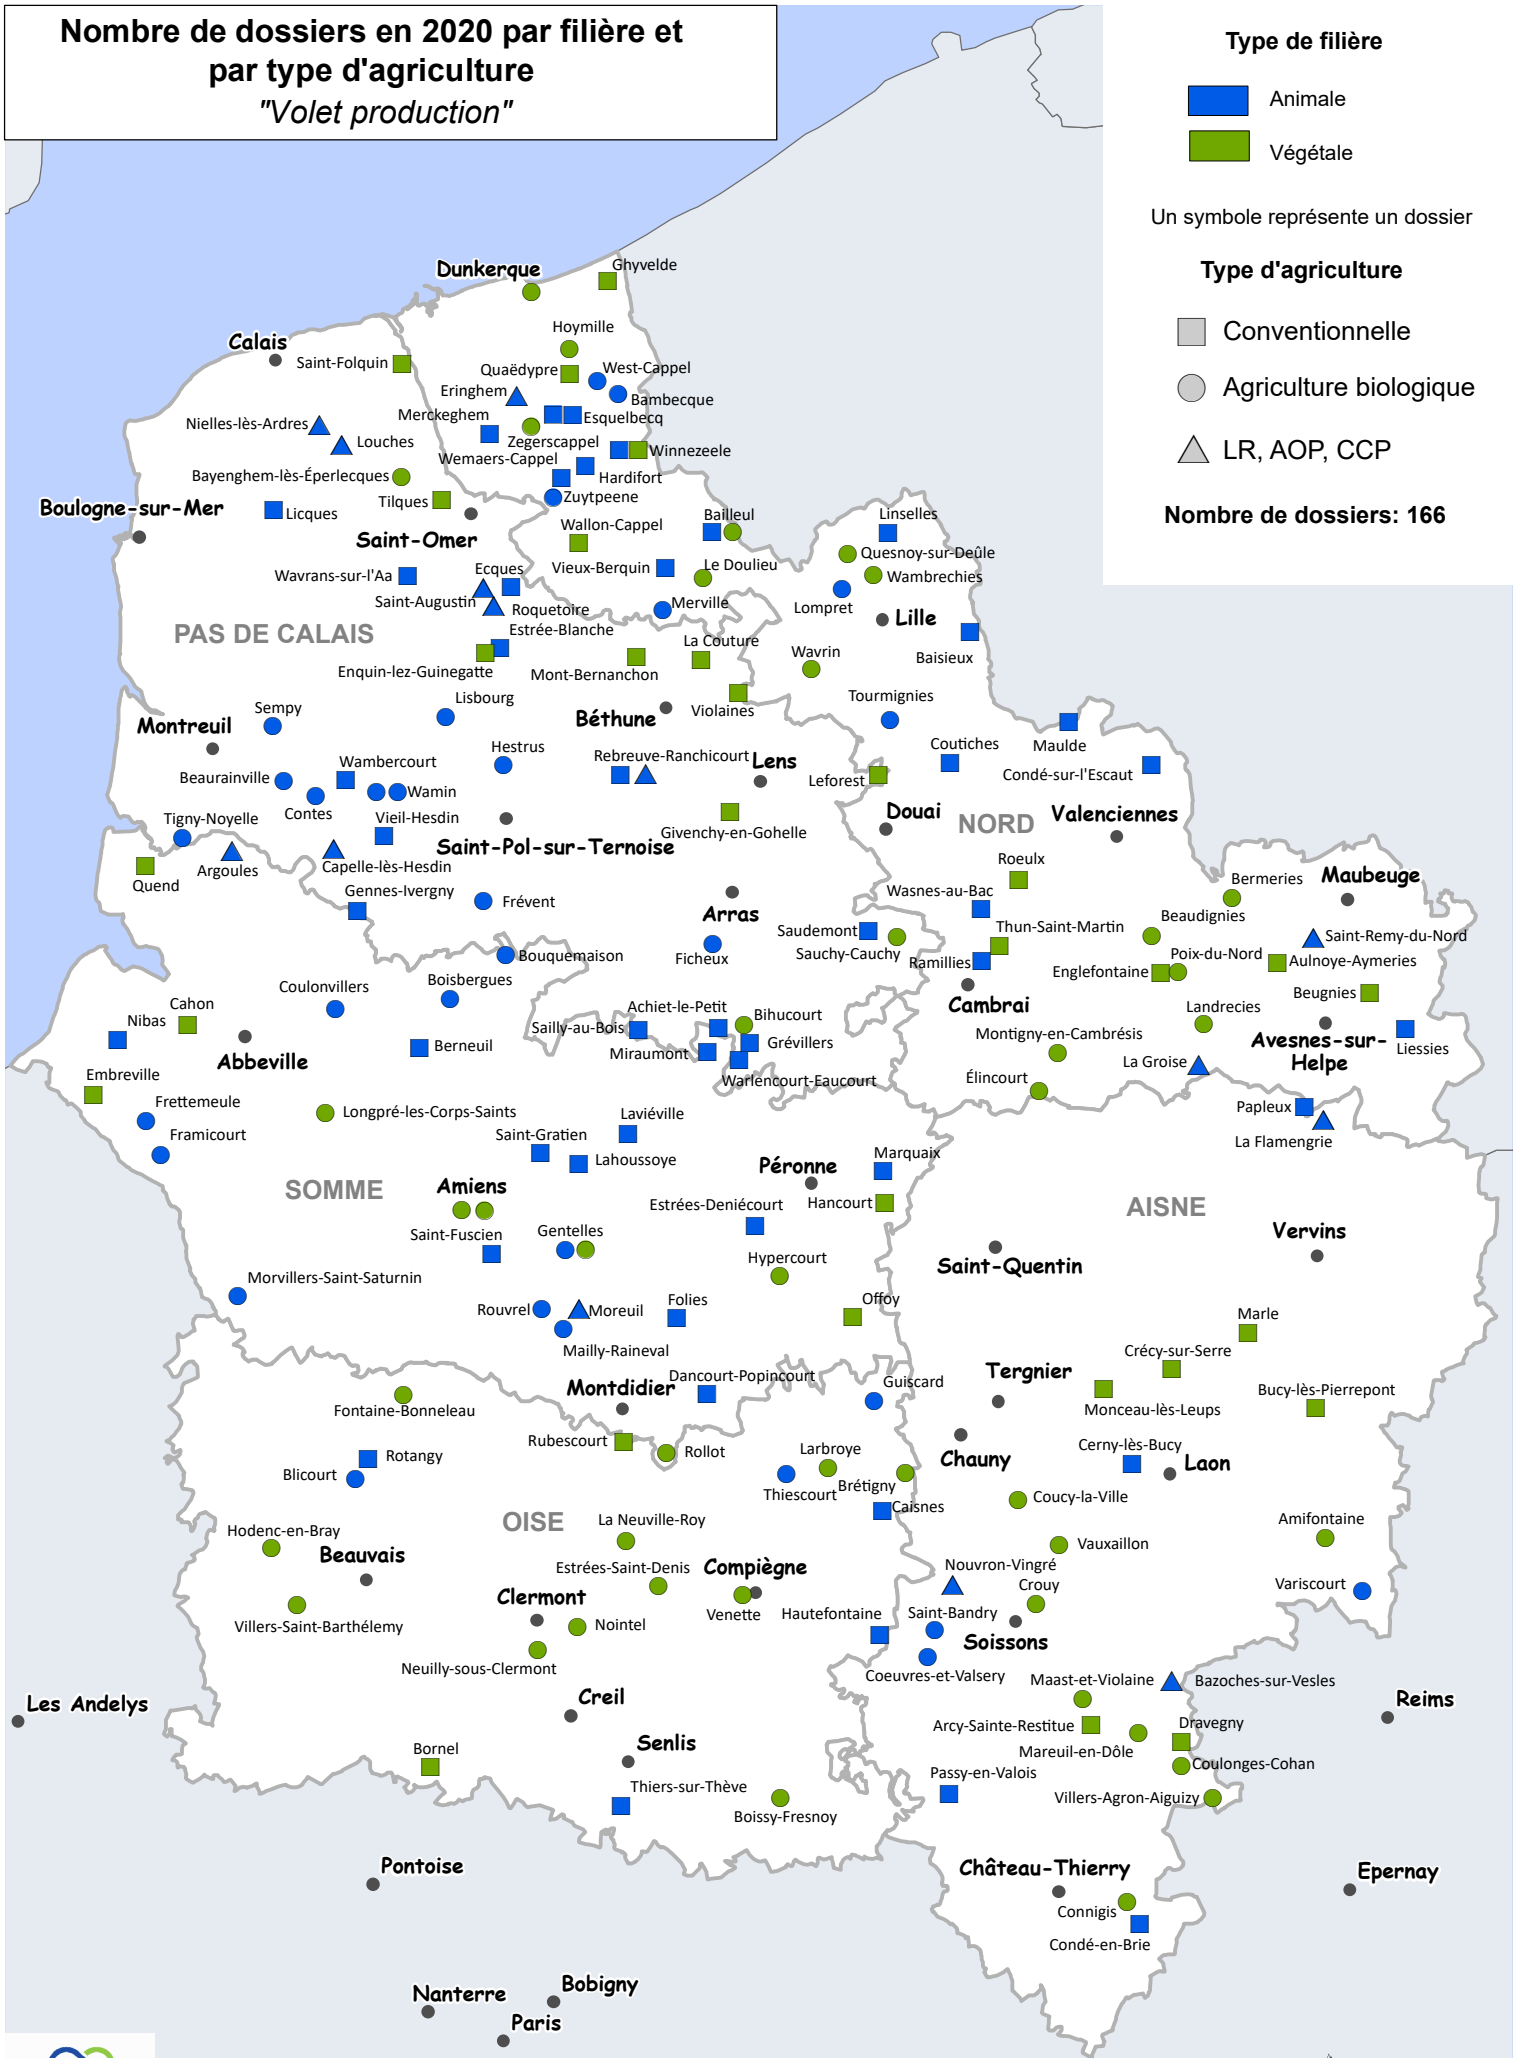 Nombre de dossiers en 2020 par filière et
par type d'agriculture
"Volet production"
Type de filière
Animale
Végétale
Un symbole représente un dossier
Type d'agriculture
Conventionnelle
Agriculture biologique
LR, AOP, CCP
Nombre de dossiers: 166
Dunkerque
Ghyvelde
Hoymille
Calais
Saint-Folquin
Quaëdypre
West-Cappel
Eringhem
Bambecque
Merckeghem
Esquelbecq
Nielles-lès-Ardres
Louches
Zegerscappel
Winnezeele
Wemaers-Cappel
Hardifort
Bayenghem-lès-Éperlecques
Tilques
Zuytpeene
Boulogne-sur-Mer
Licques
Saint-Omer
Wallon-Cappel
Bailleul
Linselles
Quesnoy-sur-Deûle
Wavrans-sur-l'Aa
Ecques
Vieux-Berquin
Le Doulieu
Wambrechies
Saint-Augustin
Roquetoire
Merville
Lompret
Lille
PAS DE CALAIS
Estrée-Blanche
La Couture
Wavrin
Baisieux
Enquin-lez-Guinegatte
Mont-Bernanchon
Lisbourg
Violaines
Tourmignies
Sempy
Montreuil
Béthune
Coutiches
Maulde
Hestrus
Rebreuve-Ranchicourt
Lens
Wambercourt
Leforest
Condé-sur-l'Escaut
Beaurainville
Wamin
Contes
Douai
NORD
Valenciennes
Tigny-Noyelle
Vieil-Hesdin
Saint-Pol-sur-Ternoise
Givenchy-en-Gohelle
Roeulx
Quend
Argoules
Capelle-lès-Hesdin
Bermeries
Maubeuge
Gennes-Ivergny
Frévent
Arras
Wasnes-au-Bac
Beaudignies
Saudemont
Thun-Saint-Martin
Saint-Remy-du-Nord
Sauchy-Cauchy
Bouquemaison
Ficheux
Ramillies
Poix-du-Nord
Englefontaine
Aulnoye-Aymeries
Boisbergues
Coulonvillers
Cambrai
Beugnies
Cahon
Nibas
Achiet-le-Petit
Bihucourt
Landrecies
Sailly-au-Bois
Montigny-en-Cambrésis
Avesnes-sur-
Helpe
Liessies
Abbeville
Berneuil
Miraumont
Grévillers
La Groise
Embreville
Warlencourt-Eaucourt
Élincourt
Frettemeule
Longpré-les-Corps-Saints
Papleux
Framicourt
Laviéville
La Flamengrie
Saint-Gratien
Lahoussoye
Péronne
Marquaix
SOMME
Amiens
Estrées-Deniécourt
Hancourt
AISNE
Saint-Fuscien
Gentelles
Vervins
Hypercourt
Saint-Quentin
Morvillers-Saint-Saturnin
Rouvrel
Moreuil
Folies
Offoy
Marle
Mailly-Raineval
Crécy-sur-Serre
Dancourt-Popincourt
Tergnier
Montdidier
Guiscard
Bucy-lès-Pierrepont
Fontaine-Bonneleau
Monceau-lès-Leups
Rubescourt
Rollot
Larbroye
Chauny
Cerny-lès-Bucy
Laon
Rotangy
Blicourt
Thiescourt
Brétigny
Caisnes
Coucy-la-Ville
OISE
La Neuville-Roy
Amifontaine
Hodenc-en-Bray
Beauvais
Vauxaillon
Estrées-Saint-Denis
Compiègne
Nouvron-Vingré
Crouy
Variscourt
Clermont
Venette
Villers-Saint-Barthélemy
Nointel
Hautefontaine
Saint-Bandry
Soissons
Neuilly-sous-Clermont
Coeuvres-et-Valsery
Maast-et-Violaine
Bazoches-sur-Vesles
Les Andelys
Creil
Reims
Arcy-Sainte-Restitue
Dravegny
Senlis
Mareuil-en-Dôle
Bornel
Coulonges-Cohan
Thiers-sur-Thève
Passy-en-Valois
Boissy-Fresnoy
Villers-Agron-Aiguizy
Pontoise
Château-Thierry
Epernay
Connigis
Condé-en-Brie
Nanterre
Bobigny
Paris